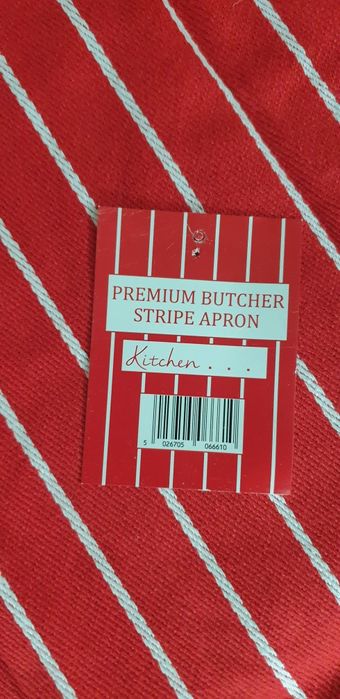 PREMIUM BUTCHER
STRIPE APRON
Kitchen . . .
5 026705 066610